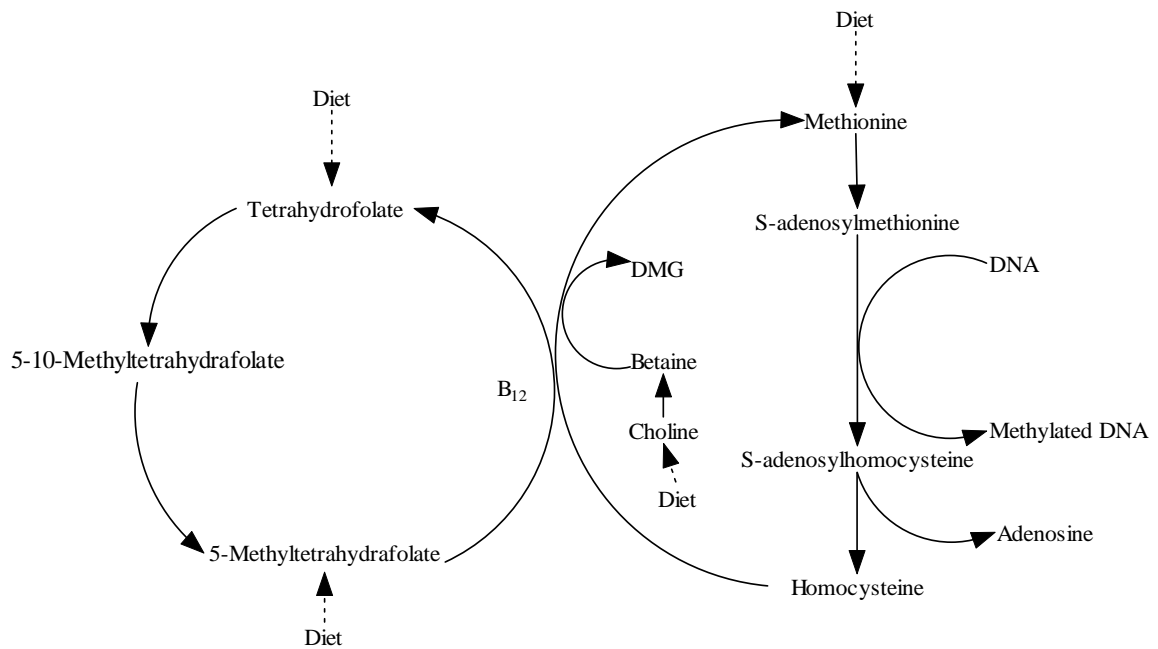 Diet
Diet
Methionine
Tetrahydrofolate
S-adenosylmethionine
DMG
DNA
5-10-Methyltetrahydrafolate
Betaine
B₁₂
Choline
Methylated DNA
S-adenosylhomocysteine
Diet
Adenosine
5-Methyltetrahydrafolate
Homocysteine
Diet